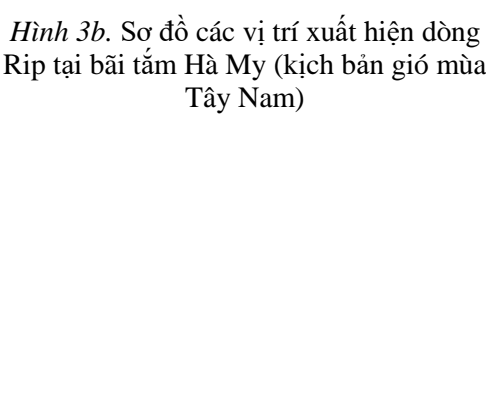 Hình 3b. Sơ đồ các vị trí xuất hiện dòng
Rip tại bãi tắm Hà My (kịch bản gió mùa
Tây Nam)